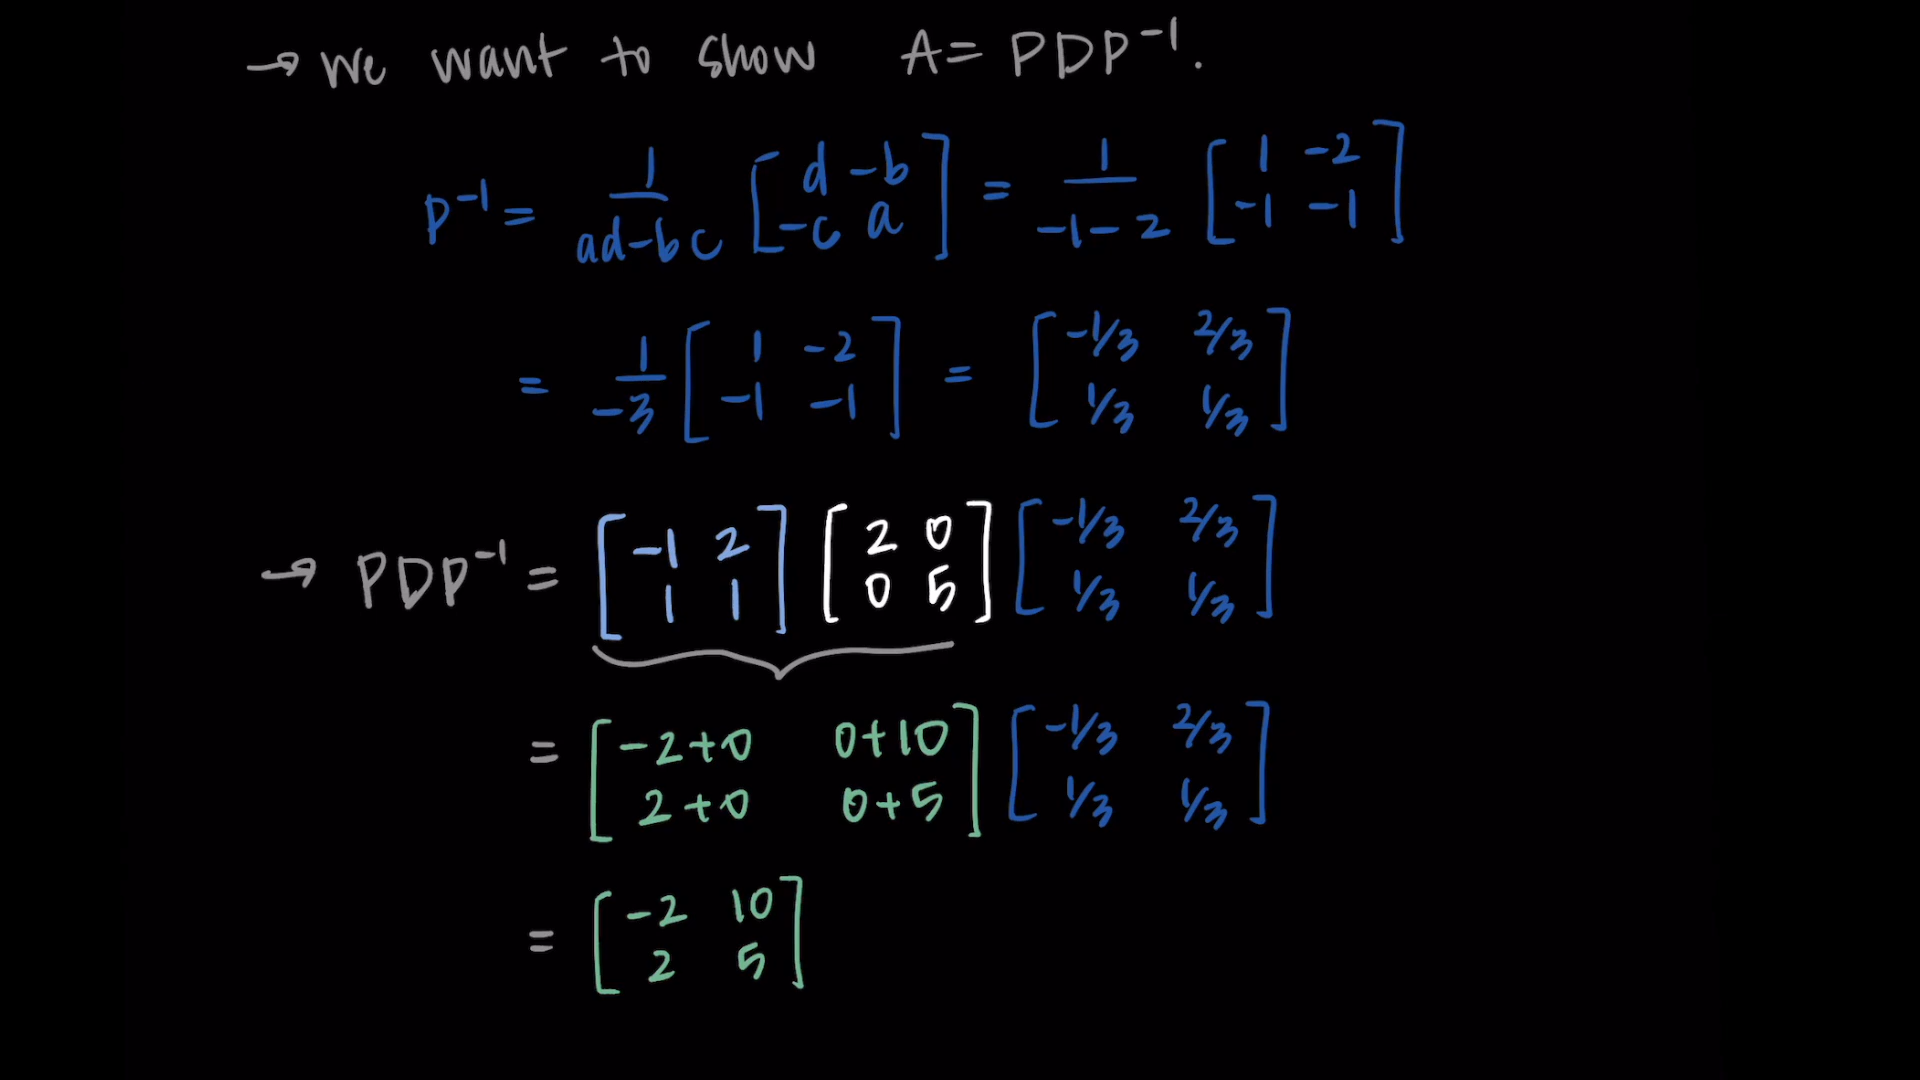 → We want to show A = PDP⁻¹.
P⁻¹ = 1/(ad-bc) [d -b; -c a] = 1/(-1-2) [1 -2; -1 -1]
= 1/-3 [1 -2; -1 -1] = [-1/3 2/3; 1/3 1/3]
→ PDP⁻¹ = [-1 2; 1 1] [2 0; 0 5] [-1/3 2/3; 1/3 1/3]
= [-2+0 0+10; 2+0 0+5] [-1/3 2/3; 1/3 1/3]
= [-2 10; 2 5]